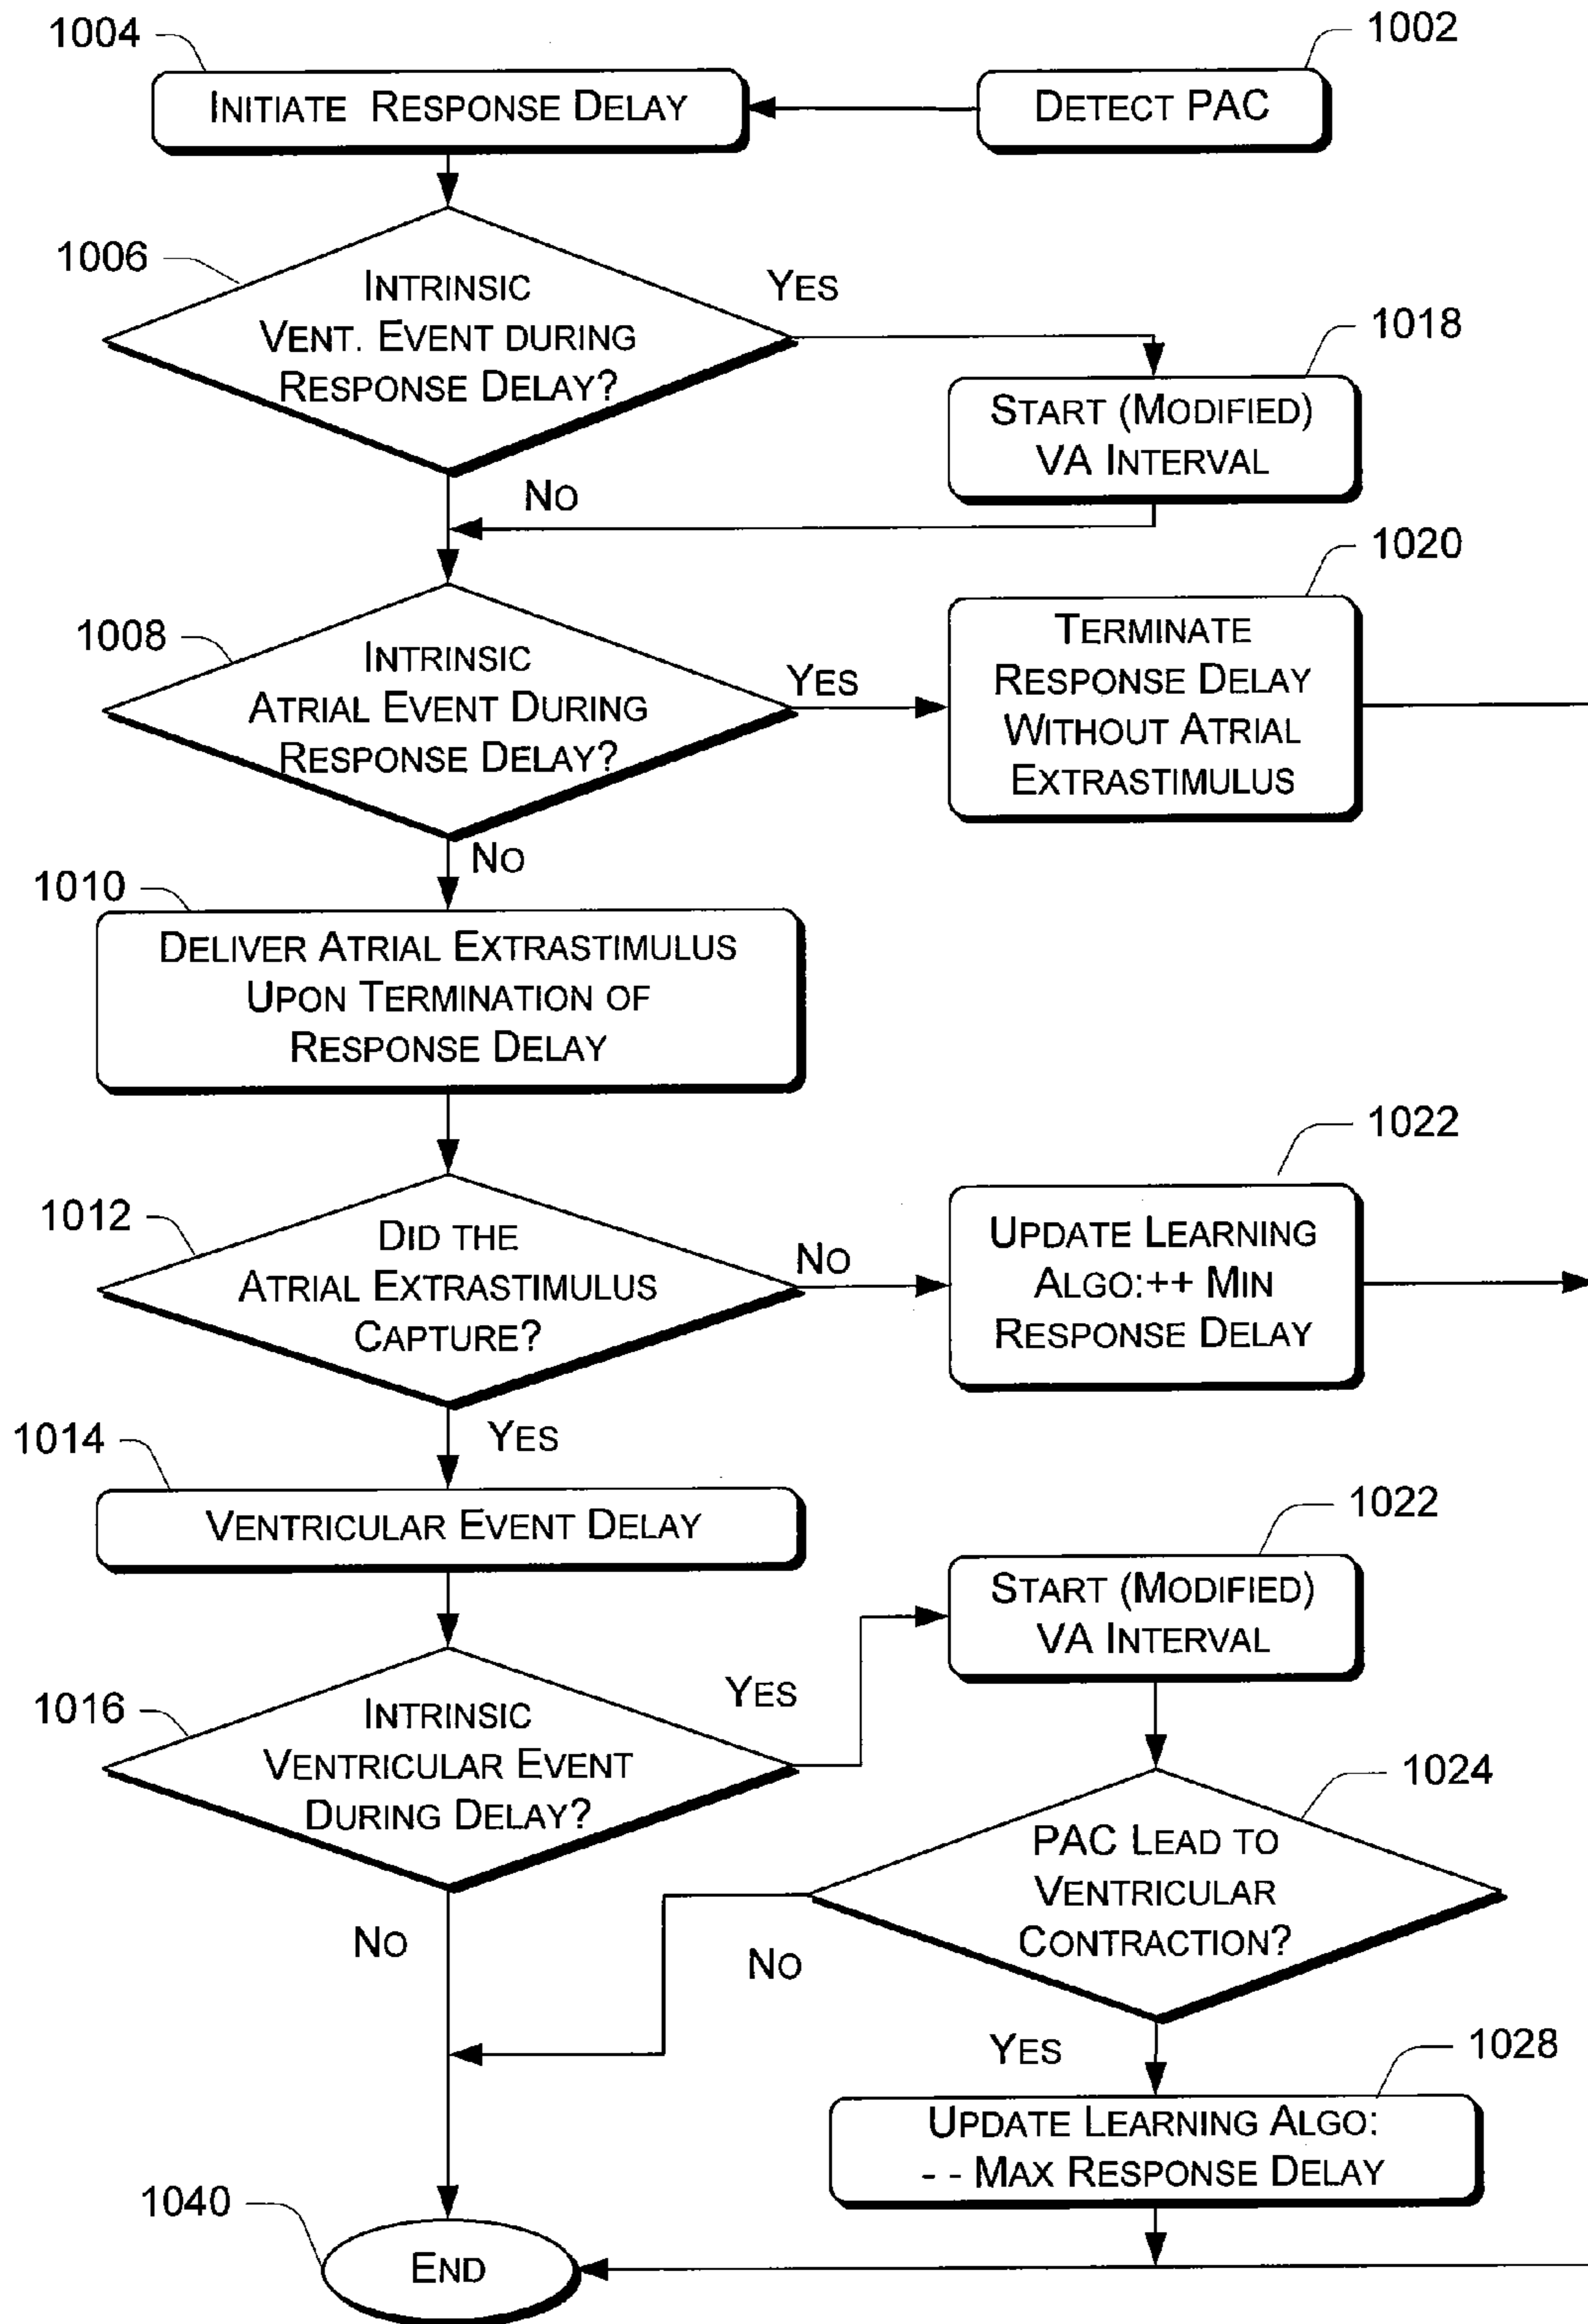 1004
1002
INITIATE RESPONSE DELAY
DETECT PAC
1006
INTRINSIC
VENT. EVENT DURING
RESPONSE DELAY?
YES
NO
1018
START (MODIFIED)
VA INTERVAL
1008
INTRINSIC
ATRIAL EVENT DURING
RESPONSE DELAY?
YES
NO
1020
TERMINATE
RESPONSE DELAY
WITHOUT ATRIAL
EXTRASTIMULUS
1010
DELIVER ATRIAL EXTRASTIMULUS
UPON TERMINATION OF
RESPONSE DELAY
1012
DID THE
ATRIAL EXTRASTIMULUS
CAPTURE?
NO
YES
1022
UPDATE LEARNING
ALGO:++ MIN
RESPONSE DELAY
1014
VENTRICULAR EVENT DELAY
1016
INTRINSIC
VENTRICULAR EVENT
DURING DELAY?
YES
NO
1022
START (MODIFIED)
VA INTERVAL
1024
PAC LEAD TO
VENTRICULAR
CONTRACTION?
NO
YES
1028
UPDATE LEARNING ALGO:
- - MAX RESPONSE DELAY
1040
END